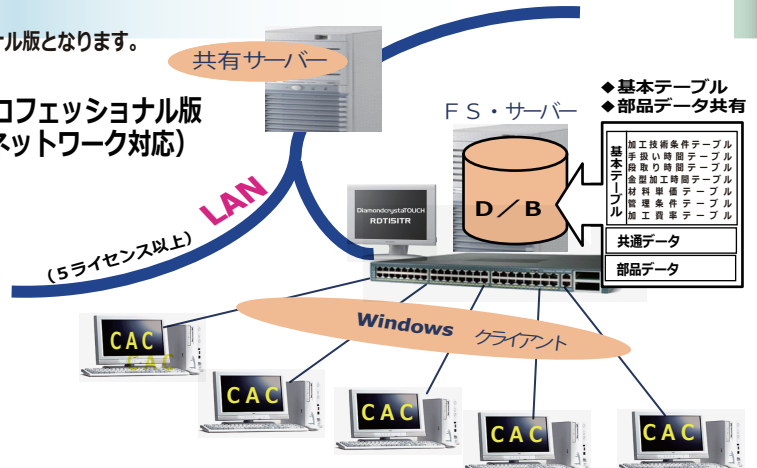 ナル版となります。
共有サーバー
ロフェッショナル版
ネットワーク対応）
LAN
（５ライセンス以上）
ＦＳ・サーバー
D／B
DiamondcrystaTOUCH
RDT151TR
◆基本テーブル
◆部品データ共有
基本テーブル
加工技術条件テーブル
手扱い時間テーブル
段取り時間テーブル
金型加工時間テーブル
材料単価テーブル
管理条件テーブル
加工費率テーブル
共通データ
部品データ
Windows クライアント
CAC
CAC
CAC
CAC
CAC
CAC